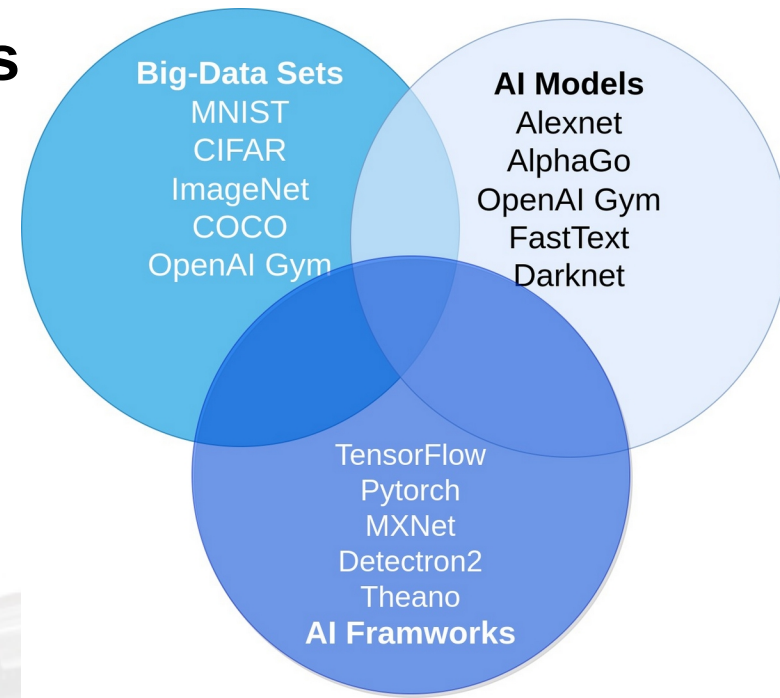 s
Big-Data Sets
MNIST
CIFAR
ImageNet
COCO
OpenAI Gym
AI Models
Alexnet
AlphaGo
OpenAI Gym
FastText
Darknet
TensorFlow
Pytorch
MXNet
Detectron2
Theano
AI Framworks